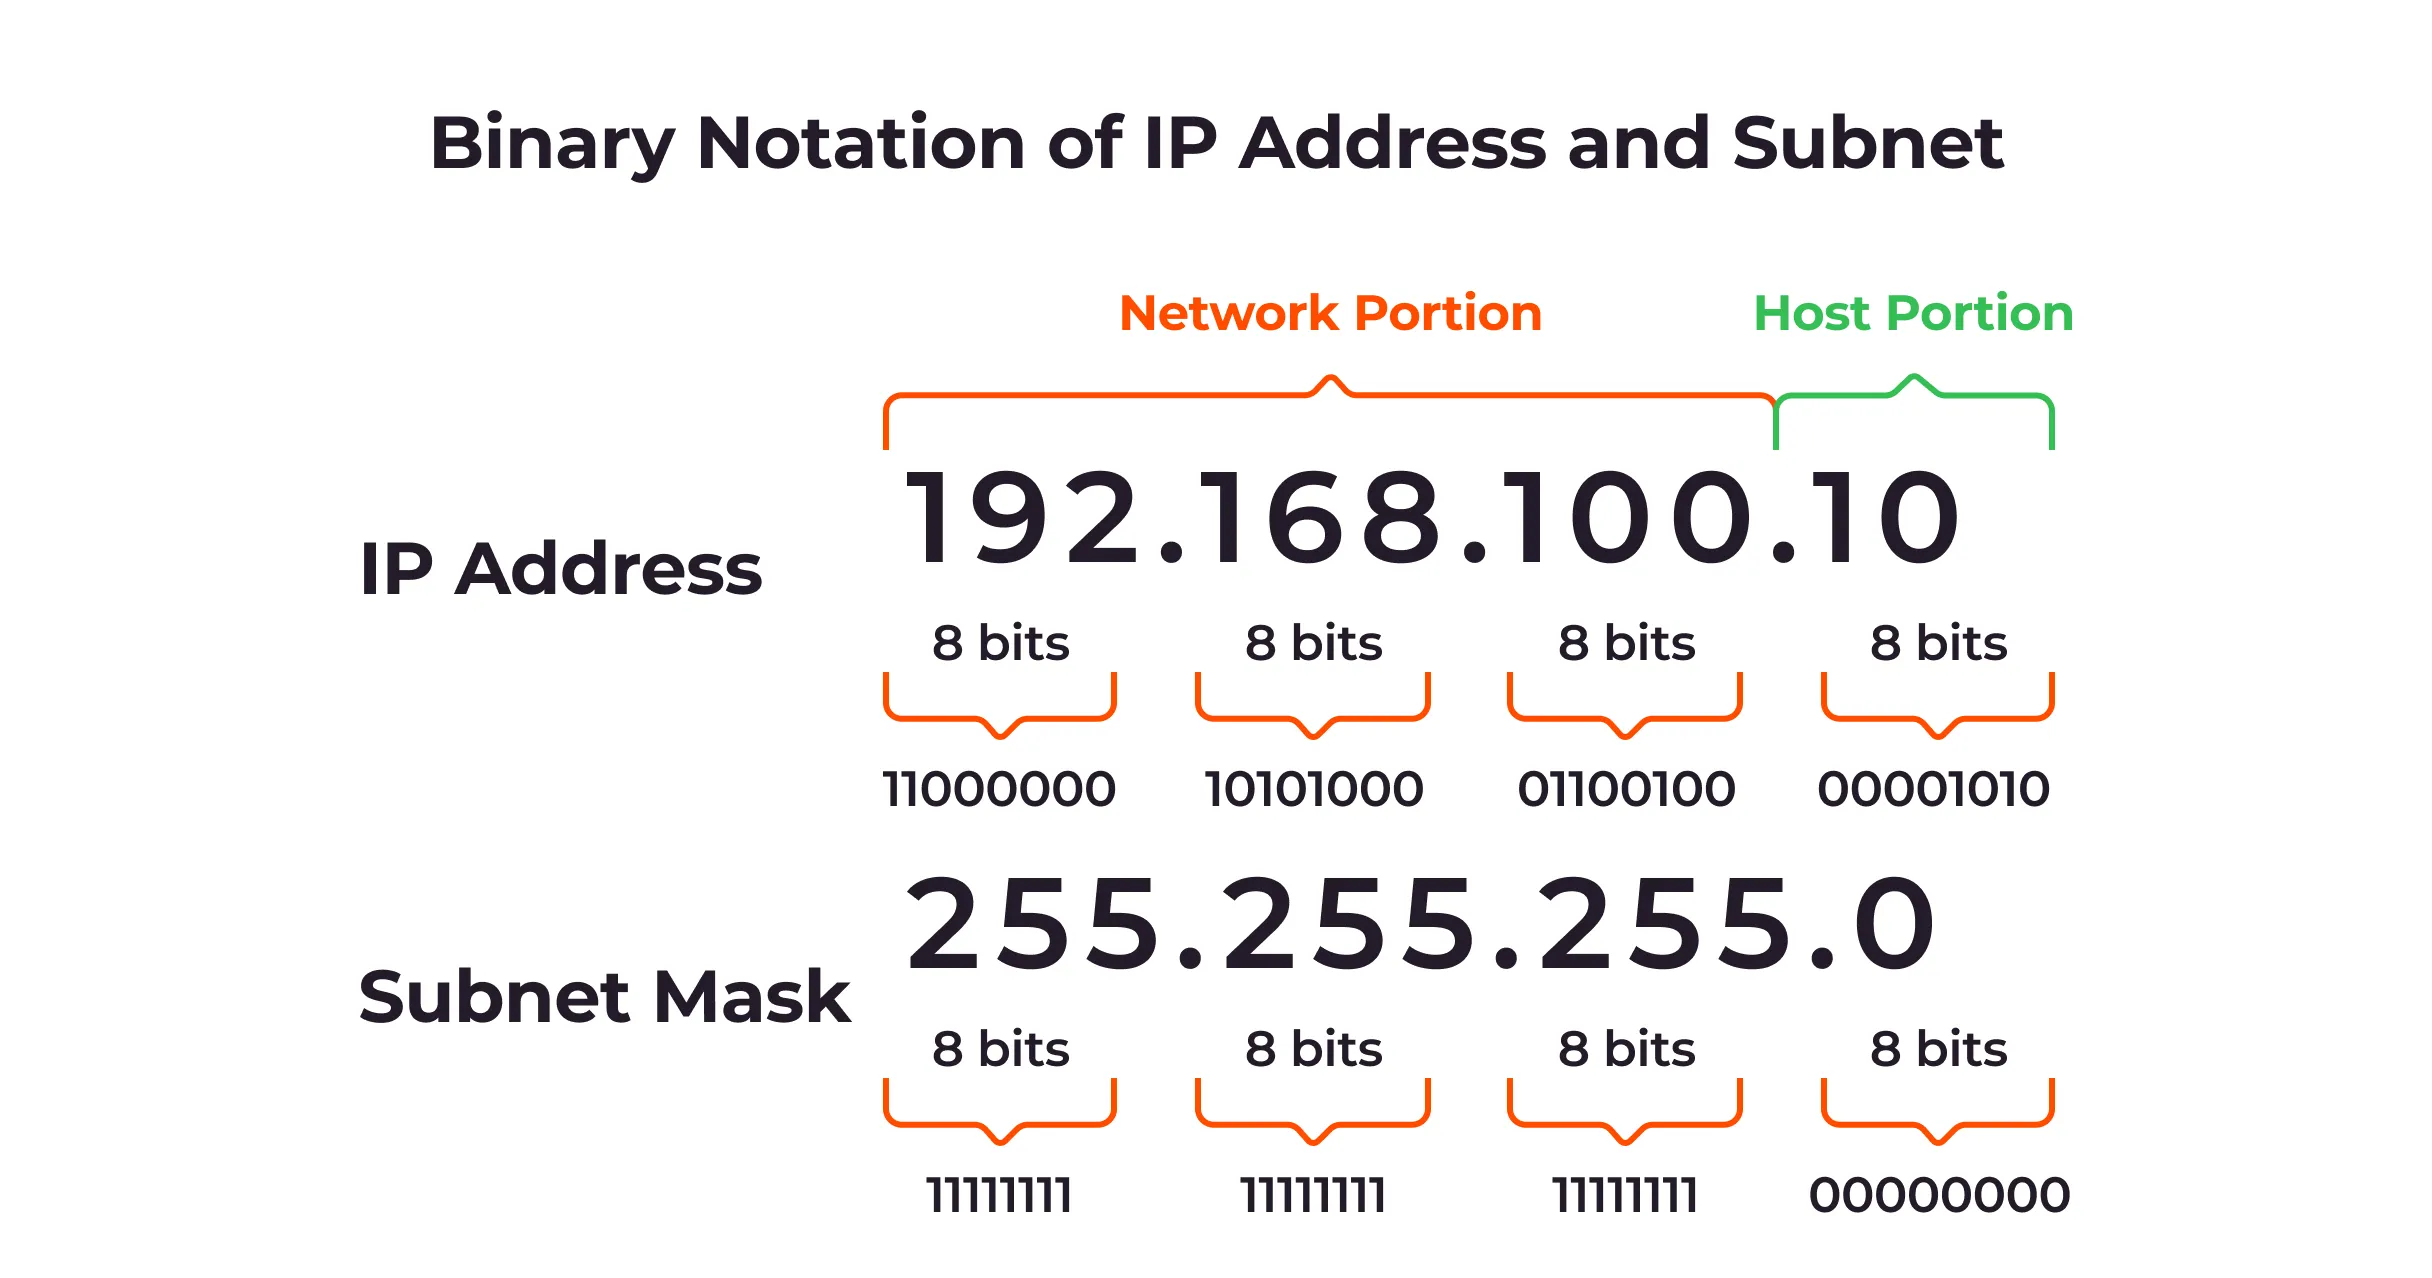 Binary Notation of IP Address and Subnet
Network Portion Host Portion
IP Address
192.168.100.10
8 bits 8 bits 8 bits 8 bits
11000000 10101000 01100100 00001010
Subnet Mask
255.255.255.0
8 bits 8 bits 8 bits 8 bits
11111111 11111111 11111111 00000000